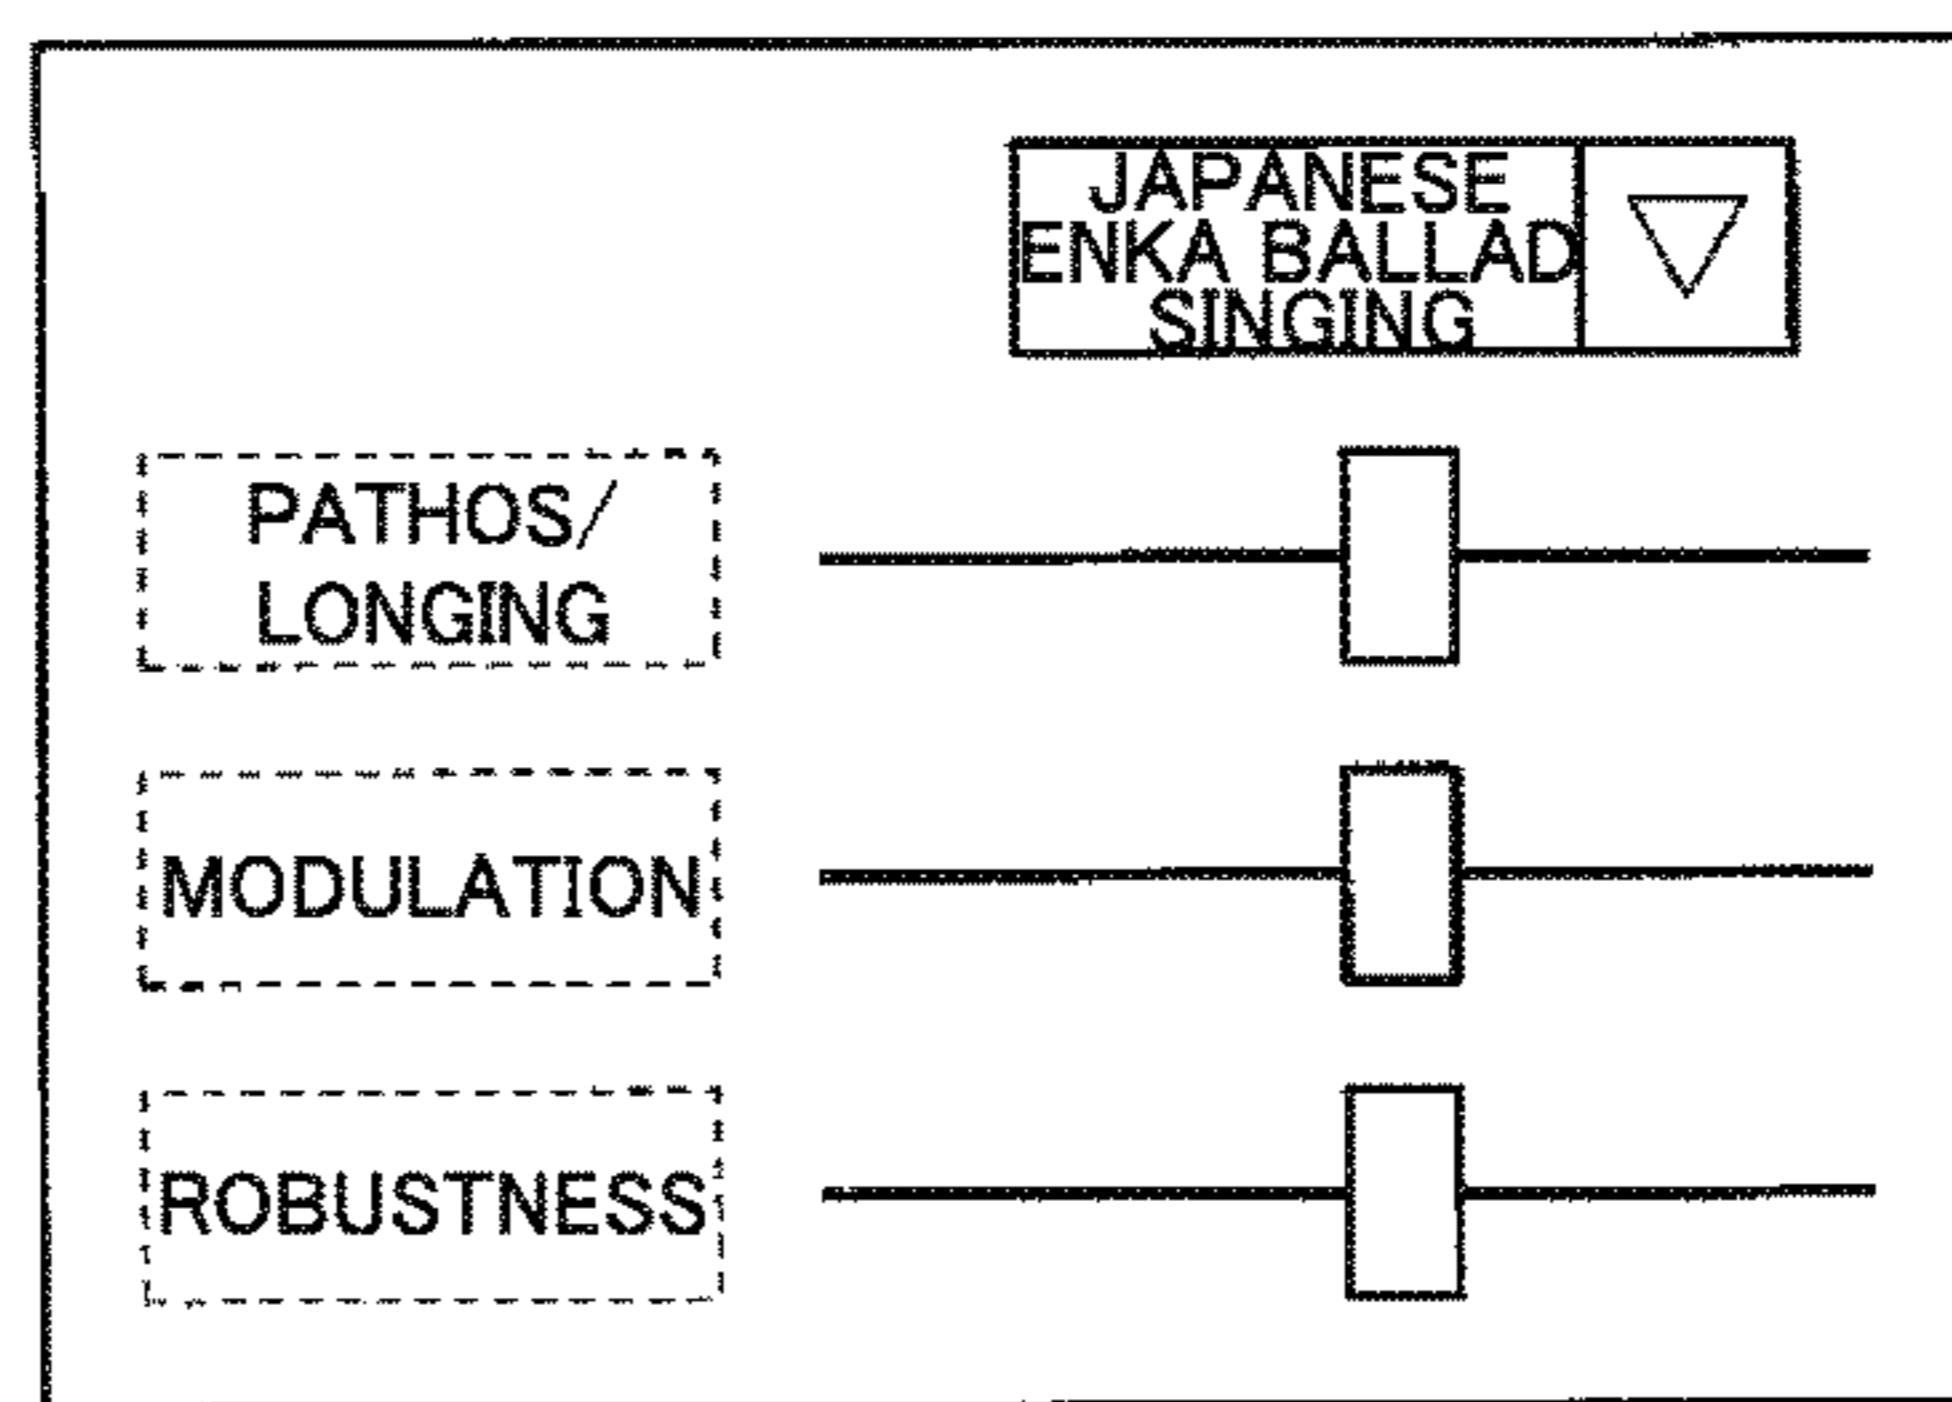 JAPANESE
ENKA BALLAD
SINGING
PATHOS/
LONGING
MODULATION
ROBUSTNESS